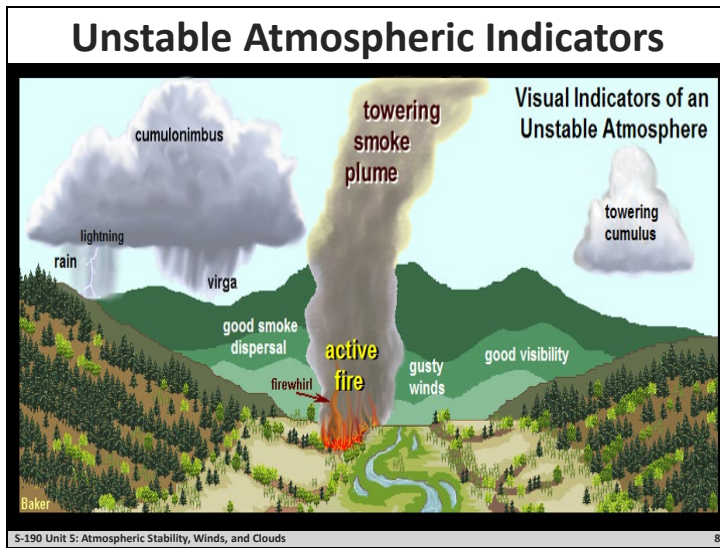 Unstable Atmospheric Indicators
Visual Indicators of an
Unstable Atmosphere
cumulonimbus
towering
smoke
plume
towering
cumulus
lightning
rain
virga
good smoke
dispersal
active
fire
firewhirl
gusty
winds
good visibility
Baker
S-190 Unit 5: Atmospheric Stability, Winds, and Clouds
8